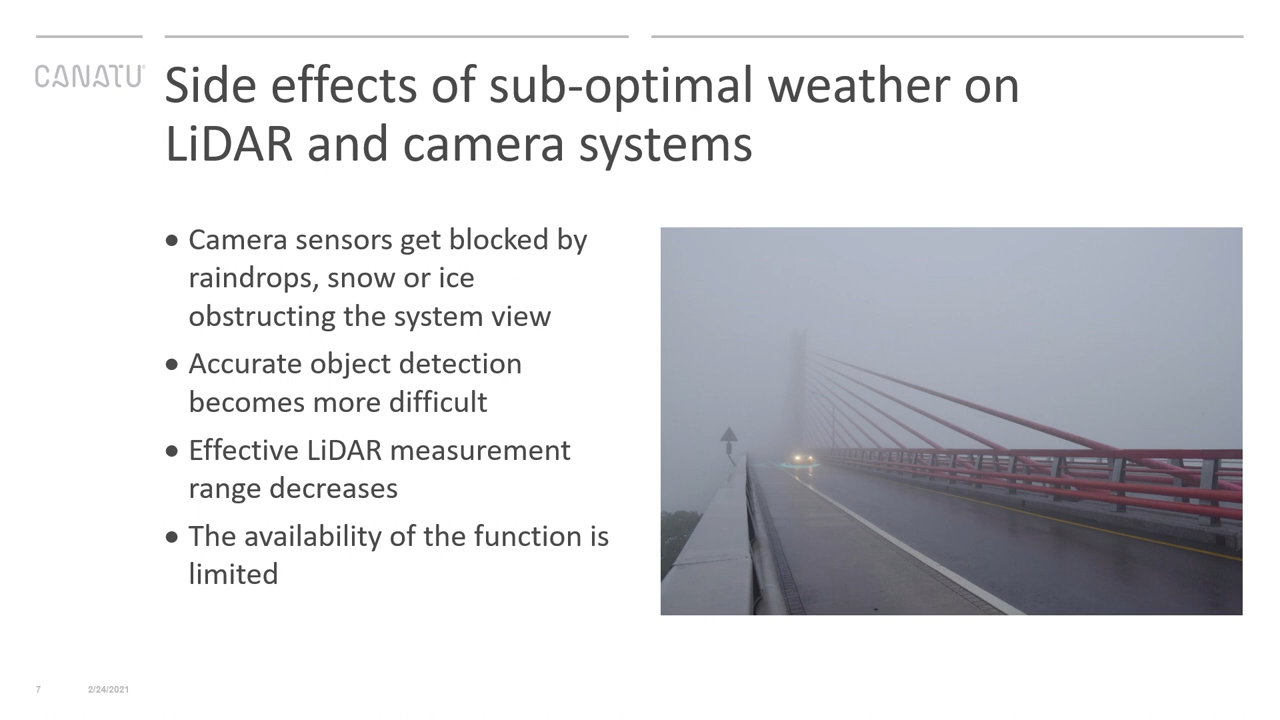 CANATU
Side effects of sub-optimal weather on
LiDAR and camera systems
• Camera sensors get blocked by
raindrops, snow or ice
obstructing the system view
• Accurate object detection
becomes more difficult
• Effective LiDAR measurement
range decreases
• The availability of the function is
limited
7 2/24/2021